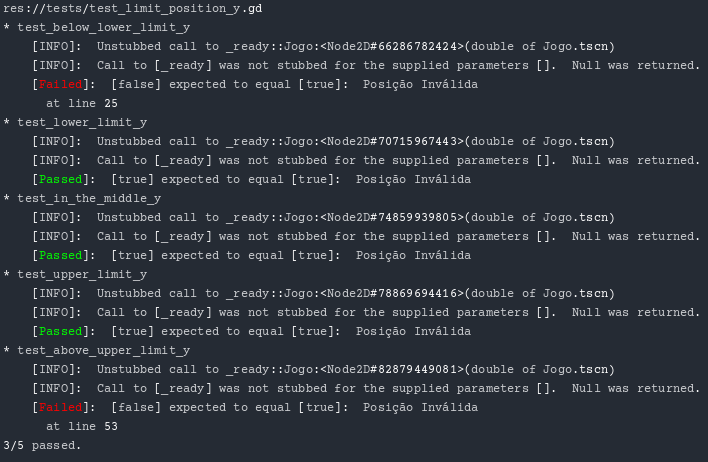 res://tests/test_limit_position_y.gd
* test_below_lower_limit_y
[INFO]:  Unstubbed call to _ready::Jogo:<Node2D#66286782424>(double of Jogo.tscn)
[INFO]:  Call to [_ready] was not stubbed for the supplied parameters [].  Null was returned.
[Failed]:  [false] expected to equal [true]:  Posição Inválida
at line 25
* test_lower_limit_y
[INFO]:  Unstubbed call to _ready::Jogo:<Node2D#70715967443>(double of Jogo.tscn)
[INFO]:  Call to [_ready] was not stubbed for the supplied parameters [].  Null was returned.
[Passed]:  [true] expected to equal [true]:  Posição Inválida
* test_in_the_middle_y
[INFO]:  Unstubbed call to _ready::Jogo:<Node2D#74859939805>(double of Jogo.tscn)
[INFO]:  Call to [_ready] was not stubbed for the supplied parameters [].  Null was returned.
[Passed]:  [true] expected to equal [true]:  Posição Inválida
* test_upper_limit_y
[INFO]:  Unstubbed call to _ready::Jogo:<Node2D#78869694416>(double of Jogo.tscn)
[INFO]:  Call to [_ready] was not stubbed for the supplied parameters [].  Null was returned.
[Passed]:  [true] expected to equal [true]:  Posição Inválida
* test_above_upper_limit_y
[INFO]:  Unstubbed call to _ready::Jogo:<Node2D#82879449081>(double of Jogo.tscn)
[INFO]:  Call to [_ready] was not stubbed for the supplied parameters [].  Null was returned.
[Failed]:  [false] expected to equal [true]:  Posição Inválida
at line 53
3/5 passed.